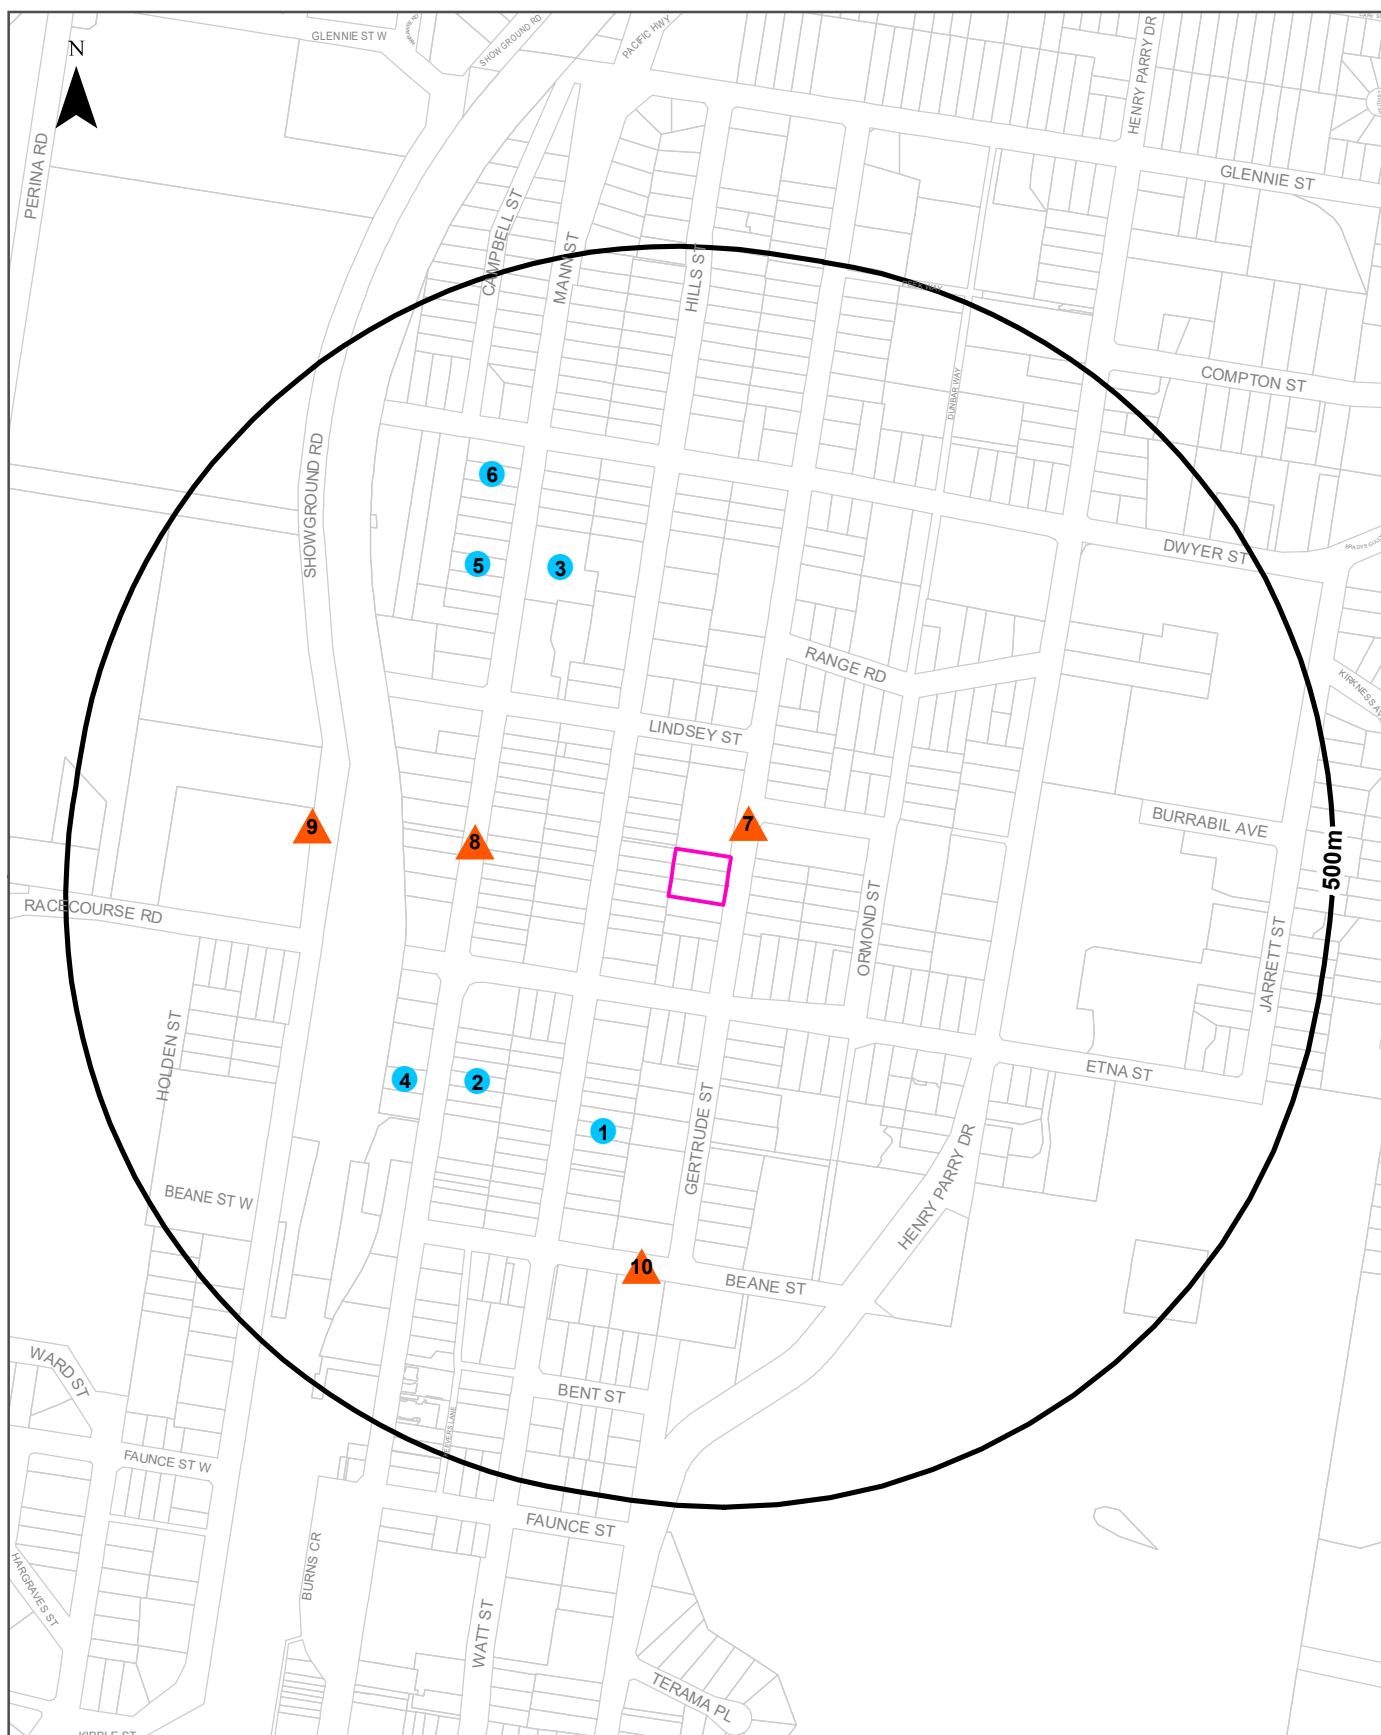 GLENNIE ST W
SHOWGROUND RD
PACIFIC HWY
HENRY PARRY DR
N
PERINA RD
GLENNIE ST
CAMPBELL ST
MANN ST
HILLS ST
COMPTON ST
DUNBAR WAY
SHOWGROUND RD
6
5
3
DWYER ST
RANGE RD
KIRKNESS AV
LINDSEY ST
9
8
7
BURRABIL AVE
500m
RACECOURSE RD
ORMOND ST
JARRETT ST
HOLDEN ST
4
2
ETNA ST
1
GERTRUDE ST
HENRY PARRY DR
BEANE ST W
10
BEANE ST
WARD ST
BENT ST
FAUNCE ST W
FAUNCE ST
BURNS CR
HARGRAVES ST
WATT ST
TERAMA PL